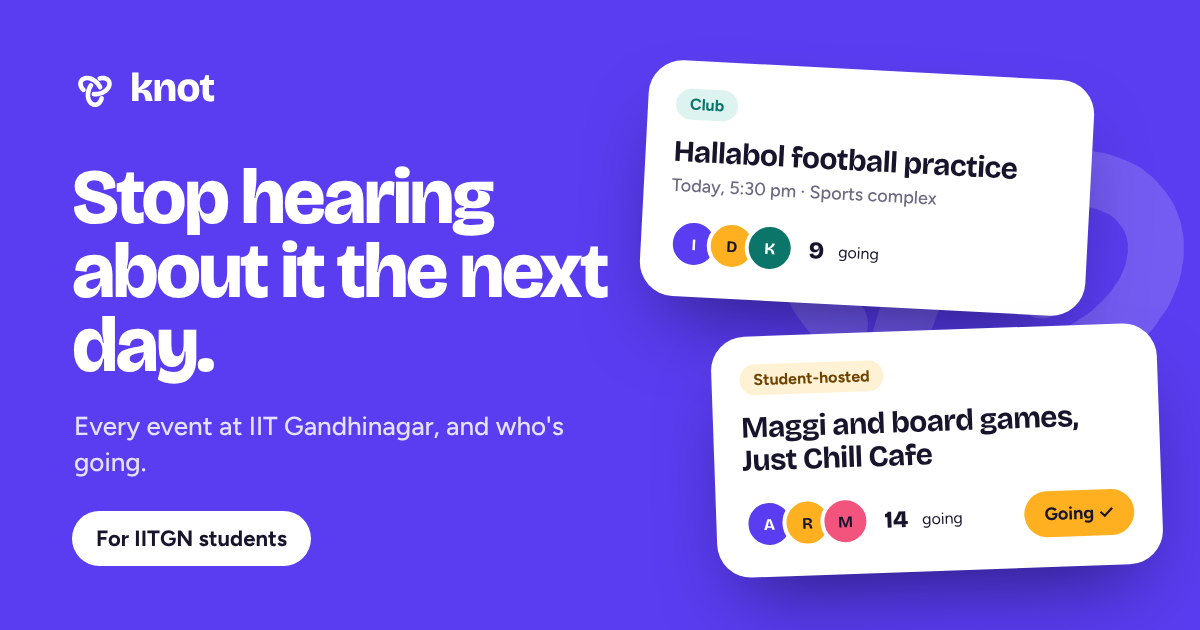 knot
Stop hearing
about it the next
day.
Every event at IIT Gandhinagar, and who's
going.
For IITGN students
Club
Hallabol football practice
Today, 5:30 pm · Sports complex
I D K 9 going
Student-hosted
Maggi and board games,
Just Chill Cafe
A R M 14 going Going ✓